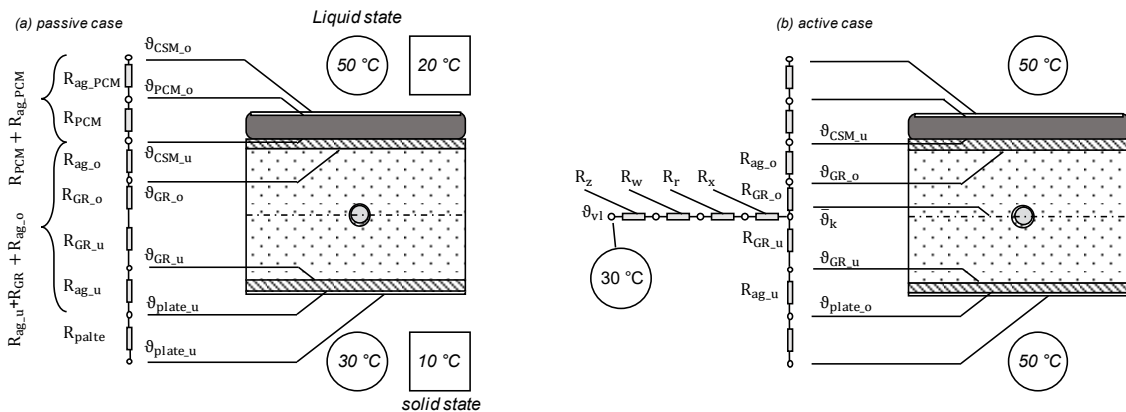 (a) passive case
Liquid state
(b) active case
ϑCSM_o
50 °C
20 °C
50 °C
Rag_PCM
ϑPCM_o
RPCM
RPCM + Rag_PCM
ϑCSM_u
Rag_o
ϑCSM_u
ϑGR_o
RGR_o
Rag_o
ϑGR_o
Rz
Rw
Rr
Rx
RGR_o
ϑvl
ϑ̄k
RGR_u
RGR_u
Rag_u+RGR + Rag_o
30 °C
ϑGR_u
ϑGR_u
Rag_u
Rag_u
ϑplate_u
ϑplate_o
Rpalte
ϑplate_u
30 °C
10 °C
50 °C
solid state